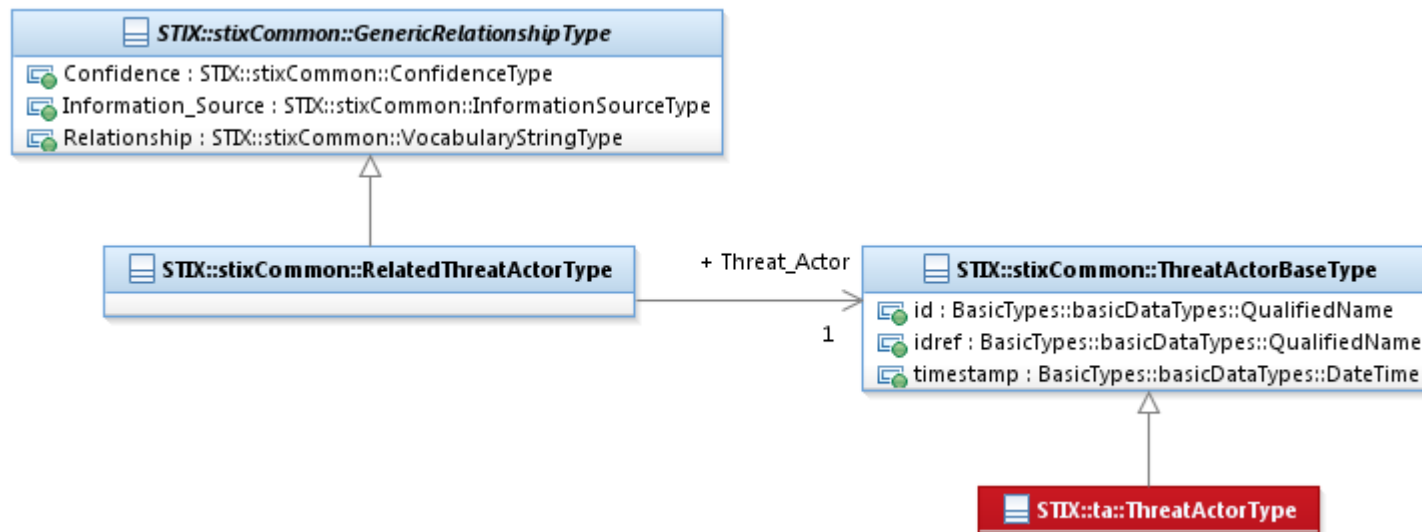 STIX::stixCommon::GenericRelationshipType
Confidence : STIX::stixCommon::ConfidenceType
Information_Source : STIX::stixCommon::InformationSourceType
Relationship : STIX::stixCommon::VocabularyStringType
STIX::stixCommon::RelatedThreatActorType
+ Threat_Actor
1
STIX::stixCommon::ThreatActorBaseType
id : BasicTypes::basicDataTypes::QualifiedName
idref : BasicTypes::basicDataTypes::QualifiedName
timestamp : BasicTypes::basicDataTypes::DateTime
STIX::ta::ThreatActorType